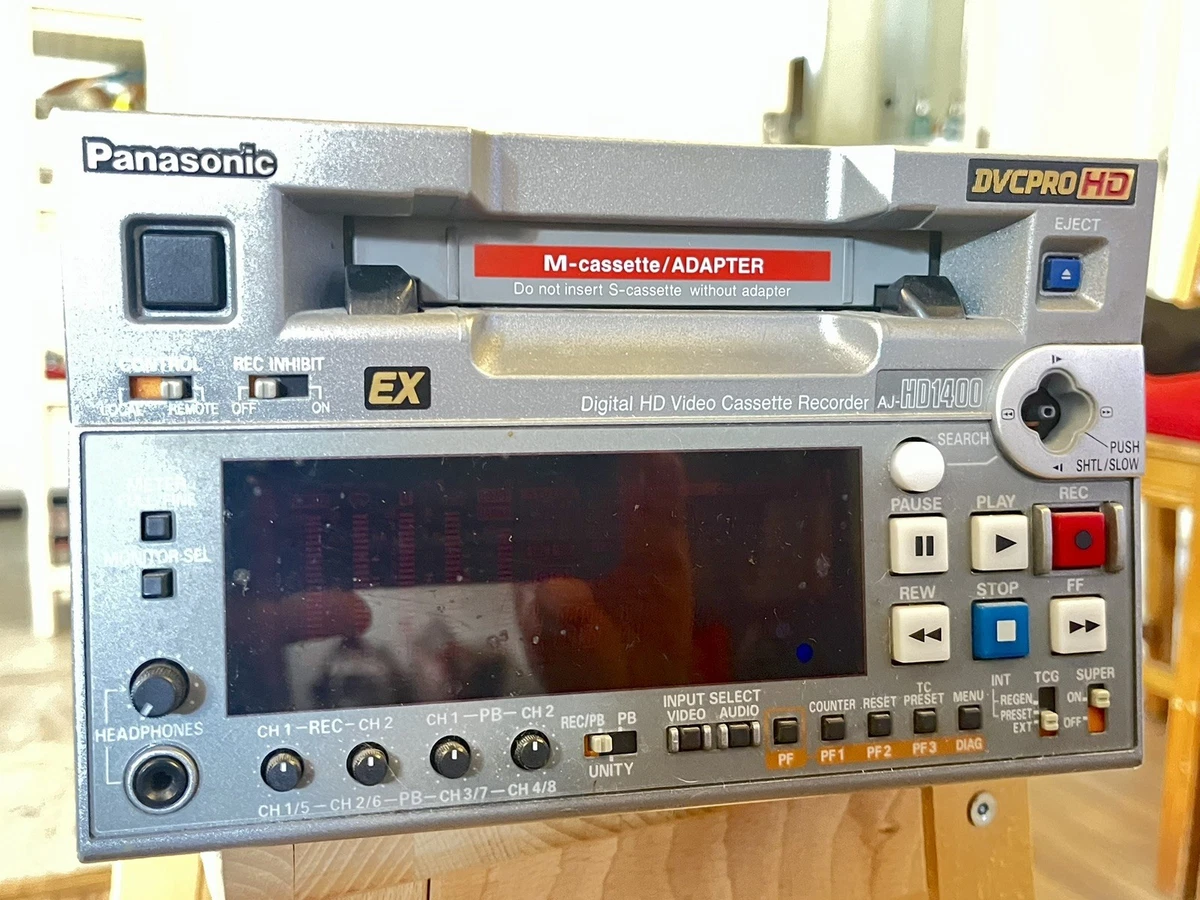 Panasonic
DVCPRO HD
EJECT
M-cassette/ADAPTER
Do not insert S-cassette without adapter
CONTROL
REC INHIBIT
LOCAL REMOTE
OFF ON
EX
Digital HD Video Cassette Recorder AJ-HD1400
SEARCH
PUSH
SHTL/SLOW
PAUSE PLAY REC
MONITOR SEL
REW STOP FF
HEADPHONES
CH 1 – REC – CH 2
CH 1 – PB – CH 2
CH 1/5 – CH 2/6 – PB – CH 3/7 – CH 4/8
REC/PB PB
UNITY
INPUT SELECT
VIDEO AUDIO
PF
COUNTER
PF1
RESET
PF2
TC
PRESET
PF3
MENU
DIAG
INT TCG
REGEN
PRESET
EXT
SUPER
ON
OFF